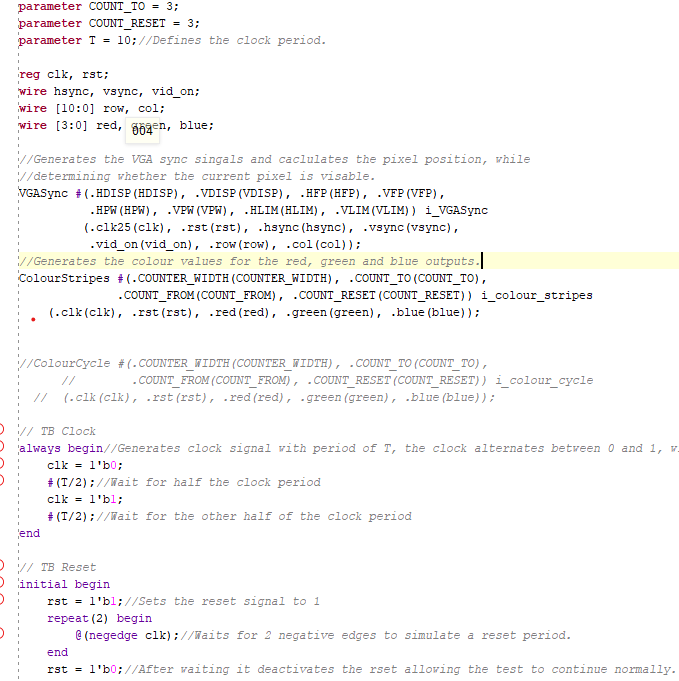 parameter COUNT_TO = 3;
parameter COUNT_RESET = 3;
parameter T = 10;//Defines the clock period.
reg clk, rst;
wire hsync, vsync, vid_on;
wire [10:0] row, col;
wire [3:0] red, green, blue;
004
//Generates the VGA sync singals and caclulates the pixel position, while
//determining whether the current pixel is visable.
VGASync #(.HDISP(HDISP), .VDISP(VDISP), .HFP(HFP), .VFP(VFP),
.HPW(HPW), .VPW(VPW), .HLIM(HLIM), .VLIM(VLIM)) i_VGASync
(.clk25(clk), .rst(rst), .hsync(hsync), .vsync(vsync),
.vid_on(vid_on), .row(row), .col(col));
//Generates the colour values for the red, green and blue outputs.
ColourStripes #(.COUNTER_WIDTH(COUNTER_WIDTH), .COUNT_TO(COUNT_TO),
.COUNT_FROM(COUNT_FROM), .COUNT_RESET(COUNT_RESET)) i_colour_stripes
(.clk(clk), .rst(rst), .red(red), .green(green), .blue(blue));
//ColourCycle #(.COUNTER_WIDTH(COUNTER_WIDTH), .COUNT_TO(COUNT_TO),
// .COUNT_FROM(COUNT_FROM), .COUNT_RESET(COUNT_RESET)) i_colour_cycle
// (.clk(clk), .rst(rst), .red(red), .green(green), .blue(blue));
// TB Clock
always begin//Generates clock signal with period of T, the clock alternates between 0 and 1, w
clk = 1'b0;
#(T/2);//Wait for half the clock period
clk = 1'b1;
#(T/2);//Wait for the other half of the clock period
end
// TB Reset
initial begin
rst = 1'b1;//Sets the reset signal to 1
repeat(2) begin
@(negedge clk);//Waits for 2 negative edges to simulate a reset period.
end
rst = 1'b0;//After waiting it deactivates the rset allowing the test to continue normally.